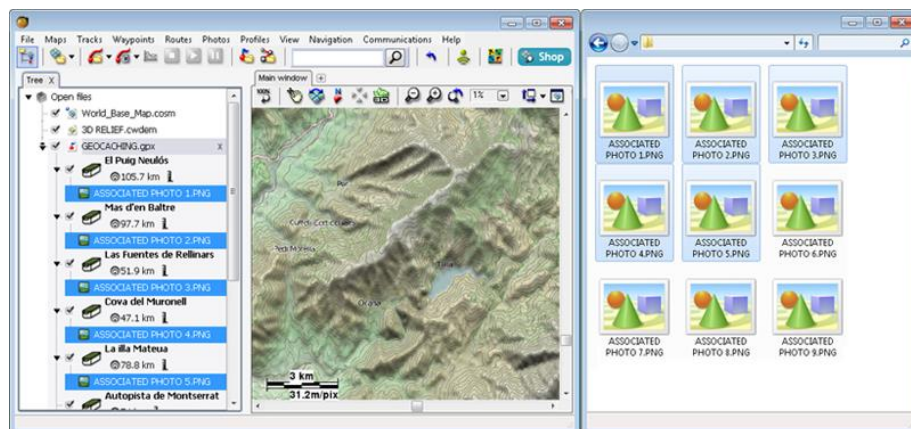 File Maps Tracks Waypoints Routes Photos Profiles View Navigation Communications Help
Shop
Tree X
Main window
Open files
World_Base_Map.cosm
3D RELIEF.cwdem
GEOCACHING.gpx x
El Puig Neulós
105.7 km
ASSOCIATED PHOTO 1.PNG
Mas d'en Baltre
97.7 km
ASSOCIATED PHOTO 2.PNG
Las Fuentes de Rellinars
51.9 km
ASSOCIATED PHOTO 3.PNG
Cova del Muronell
47.1 km
ASSOCIATED PHOTO 4.PNG
La illa Mateua
78.8 km
ASSOCIATED PHOTO 5.PNG
Autopista de Montserrat
100%
3D
1%
3 km
31.2m/pix
ASSOCIATED
PHOTO 1.PNG
ASSOCIATED
PHOTO 2.PNG
ASSOCIATED
PHOTO 3.PNG
ASSOCIATED
PHOTO 4.PNG
ASSOCIATED
PHOTO 5.PNG
ASSOCIATED
PHOTO 6.PNG
ASSOCIATED
PHOTO 7.PNG
ASSOCIATED
PHOTO 8.PNG
ASSOCIATED
PHOTO 9.PNG